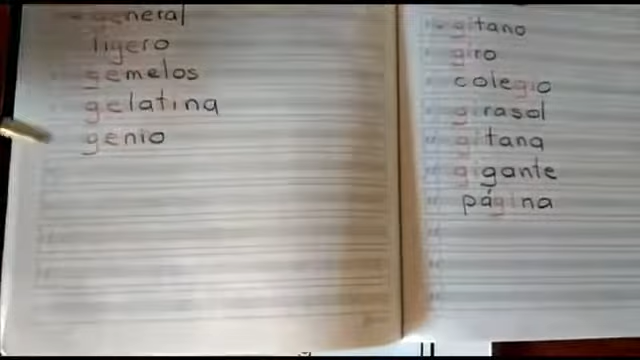 general
ligero
gemelos
gelatina
genio
gitano
giro
colegio
girasol
gitana
gigante
página